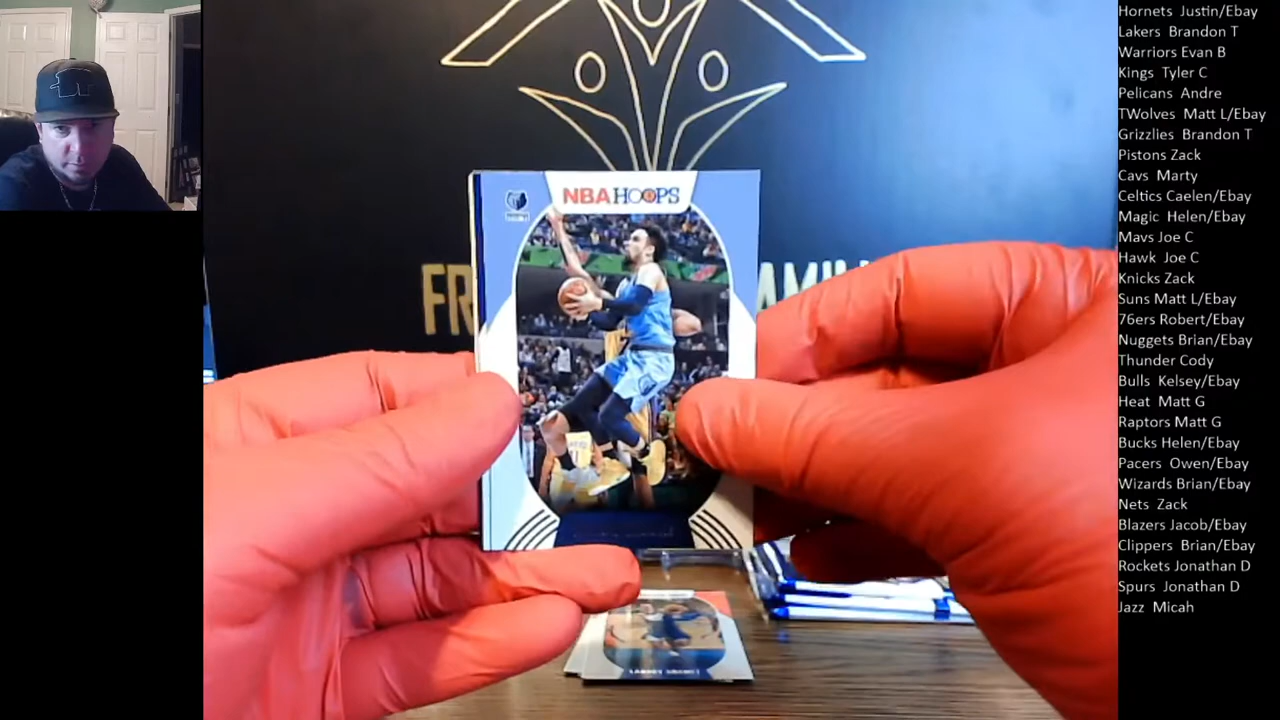 NBA HOOPS
FR
AMIN
Hornets Justin/Ebay
Lakers Brandon T
Warriors Evan B
Kings Tyler C
Pelicans Andre
TWolves Matt L/Ebay
Grizzlies Brandon T
Pistons Zack
Cavs Marty
Celtics Caelen/Ebay
Magic Helen/Ebay
Mavs Joe C
Hawk Joe C
Knicks Zack
Suns Matt L/Ebay
76ers Robert/Ebay
Nuggets Brian/Ebay
Thunder Cody
Bulls Kelsey/Ebay
Heat Matt G
Raptors Matt G
Bucks Helen/Ebay
Pacers Owen/Ebay
Wizards Brian/Ebay
Nets Zack
Blazers Jacob/Ebay
Clippers Brian/Ebay
Rockets Jonathan D
Spurs Jonathan D
Jazz Micah